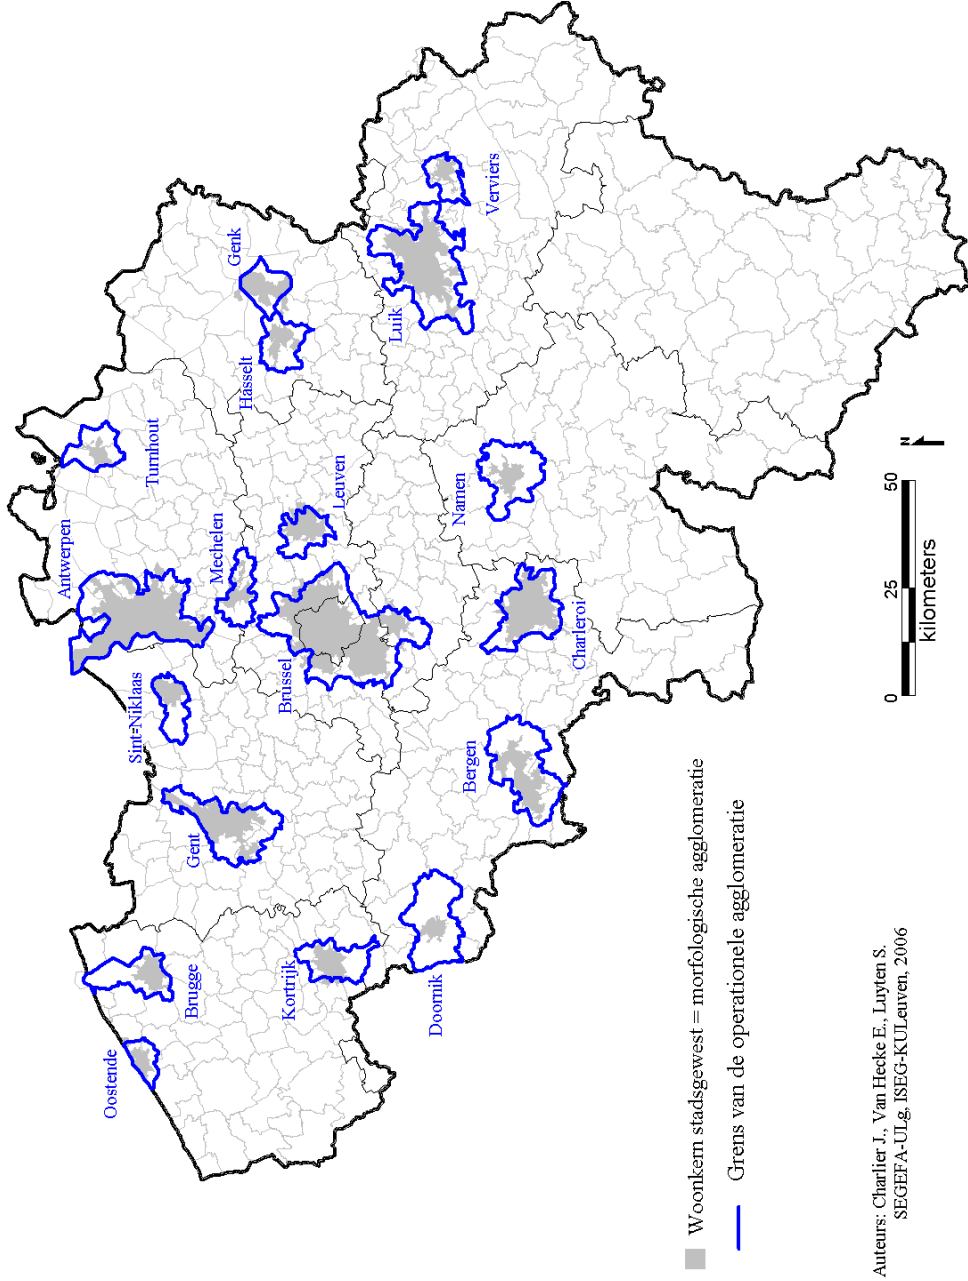 Oostende
Brugge
Kortrijk
Doornik
Gent
Sint-Niklaas
Antwerpen
Turnhout
Mechelen
Brussel
Leuven
Hasselt
Genk
Bergen
Charleroi
Namen
Luik
Verviers
Woonkern stadsgewest = morfologische agglomeratie
Grens van de operationele agglomeratie
0 25 50
kilometers
N
Auteurs: Charlier J., Van Hecke E., Luyten S.
SEGEFA-ULg, ISEG-KULeuven, 2006